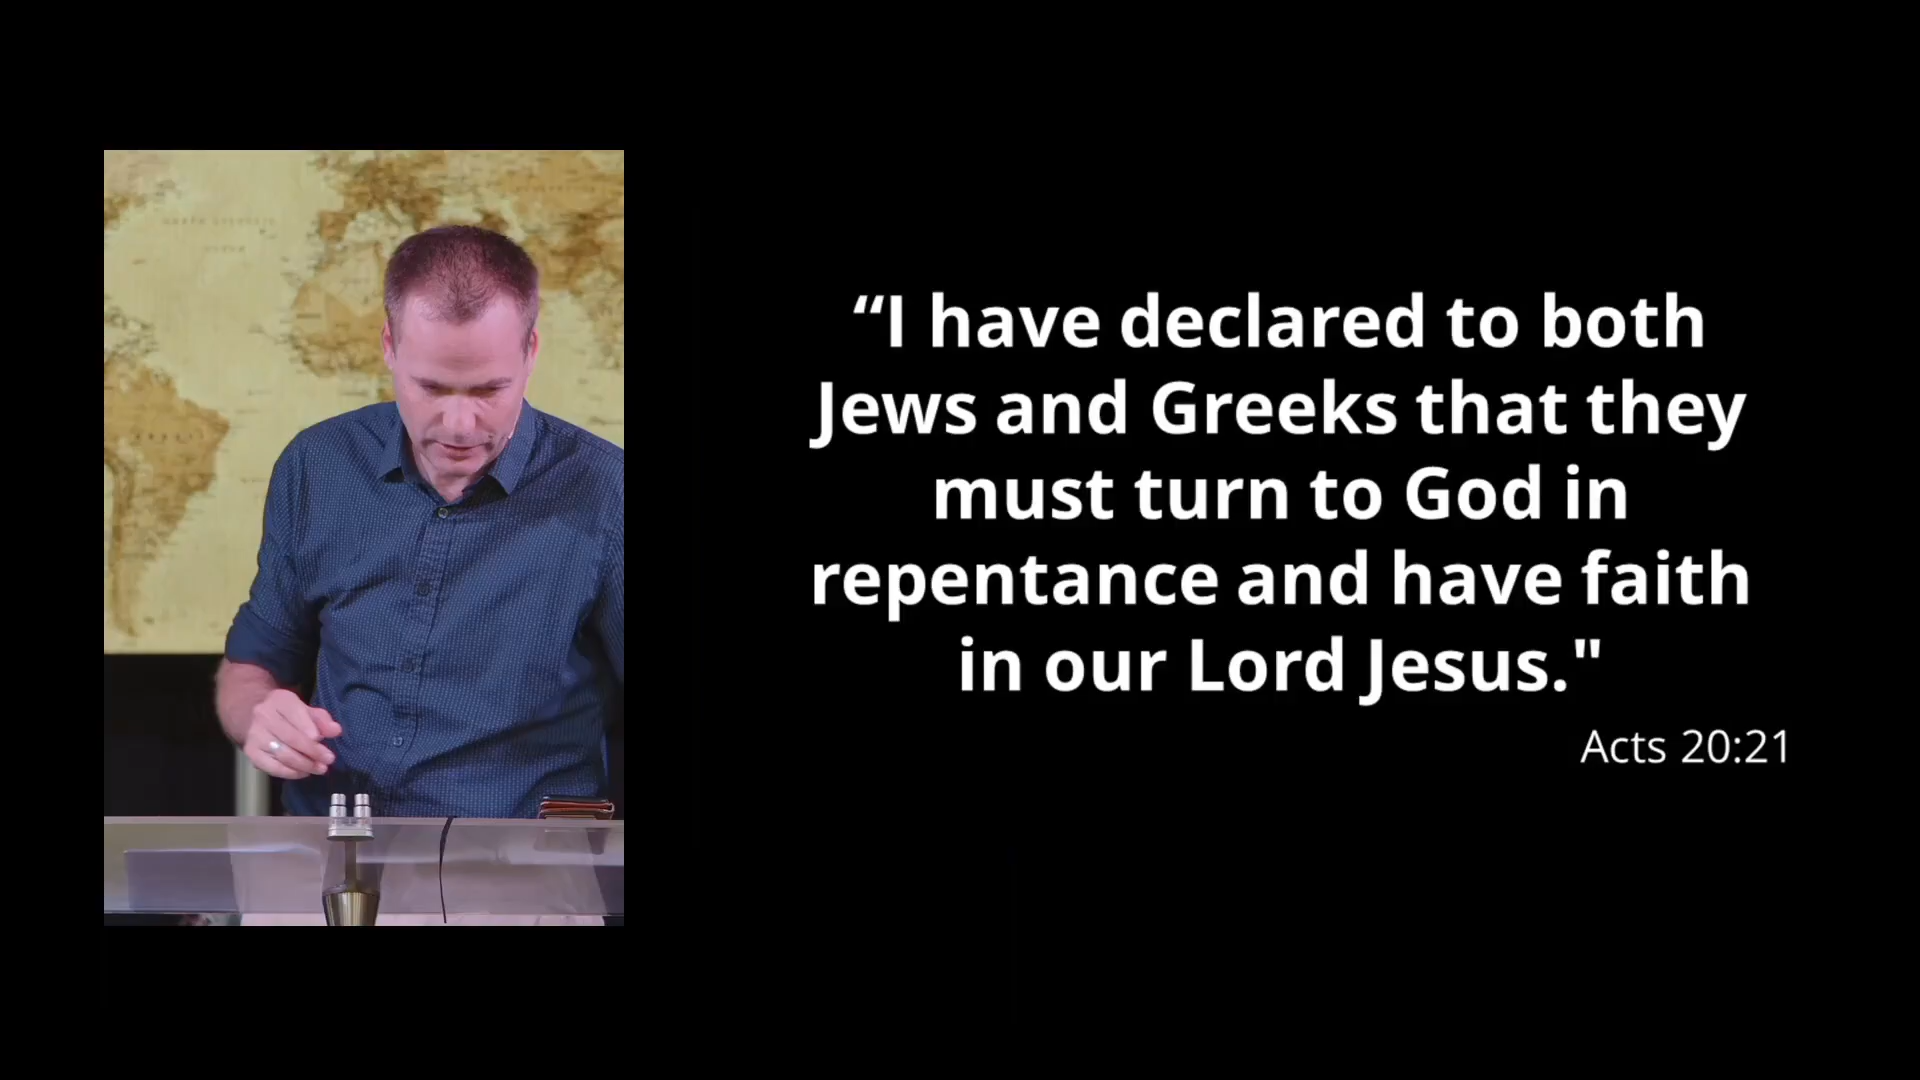 “I have declared to both
Jews and Greeks that they
must turn to God in
repentance and have faith
in our Lord Jesus."
Acts 20:21